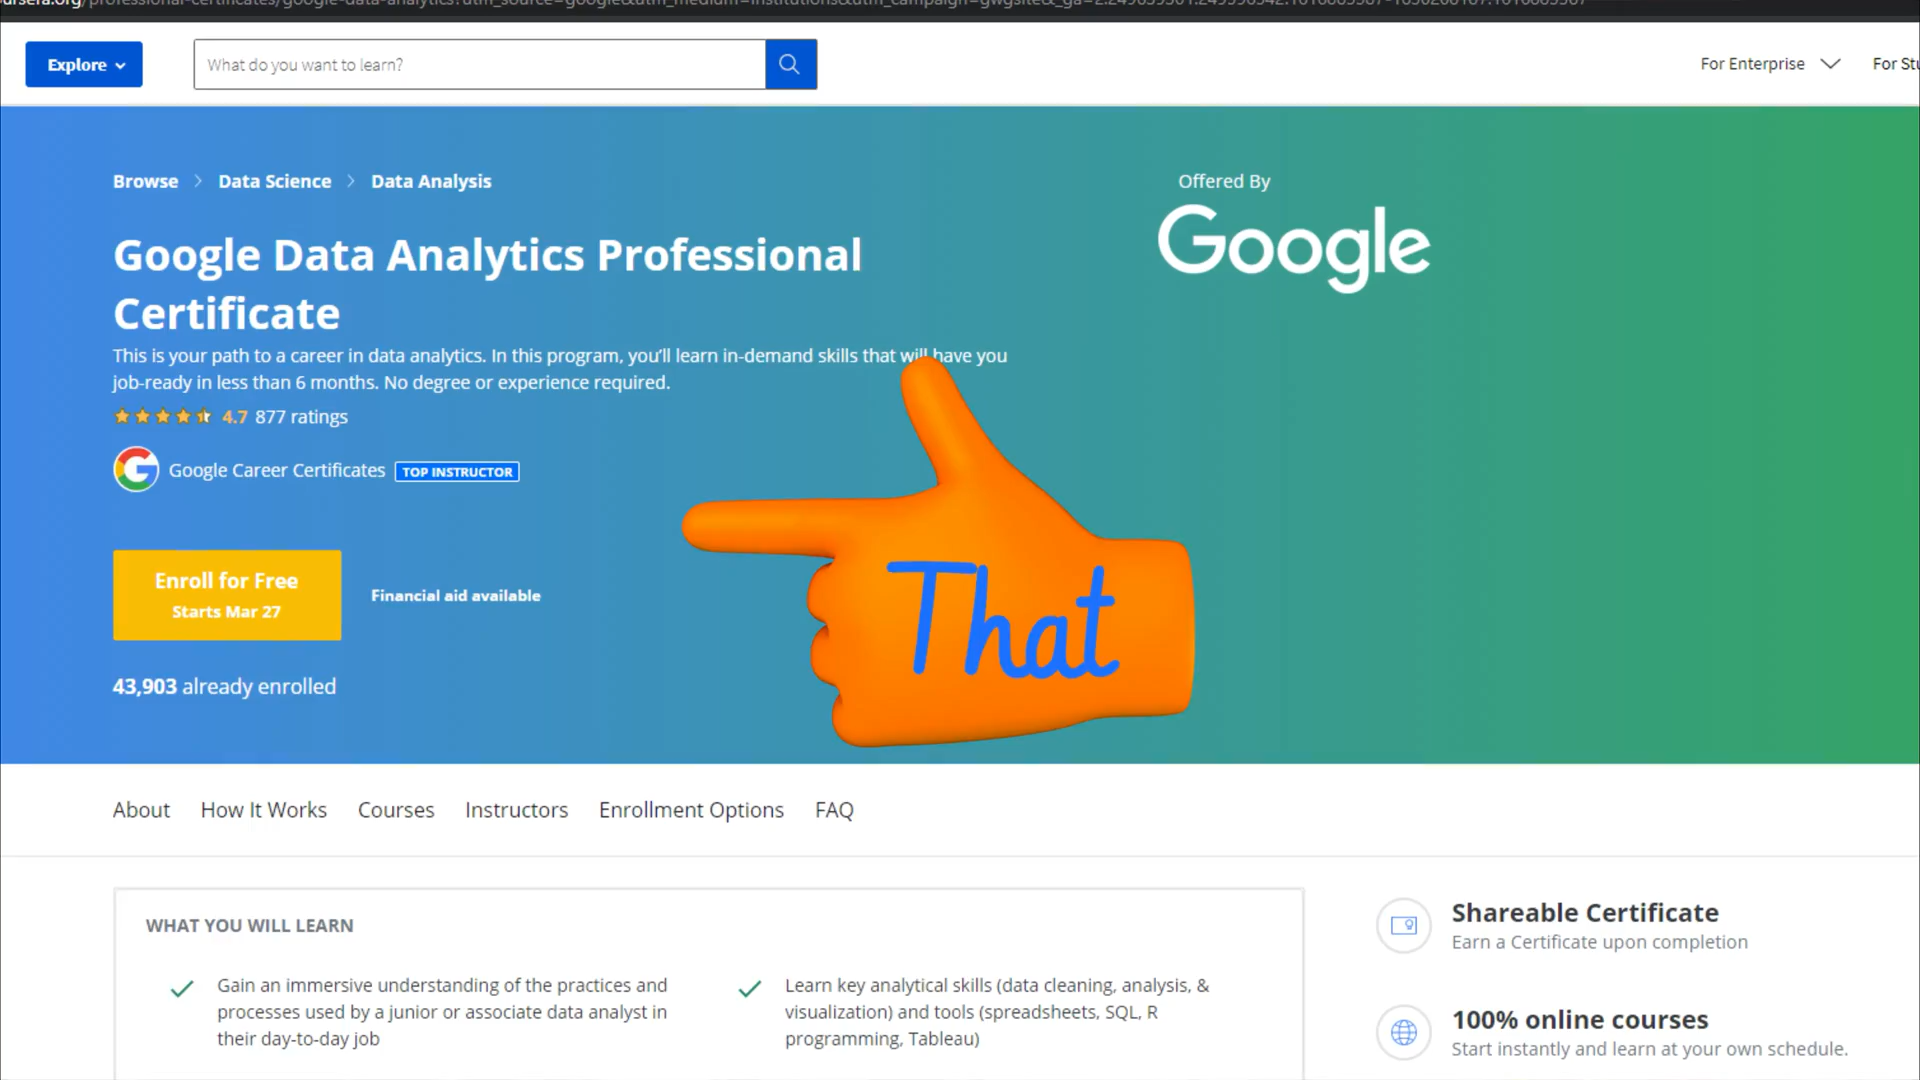 Explore
What do you want to learn?
For Enterprise
Browse > Data Science > Data Analysis
Offered By
Google
Google Data Analytics Professional
Certificate
This is your path to a career in data analytics. In this program, you'll learn in-demand skills that will have you
job-ready in less than 6 months. No degree or experience required.
4.7 877 ratings
Google Career Certificates TOP INSTRUCTOR
Enroll for Free
Starts Mar 27
Financial aid available
That
43,903 already enrolled
About How It Works Courses Instructors Enrollment Options FAQ
WHAT YOU WILL LEARN
Gain an immersive understanding of the practices and
processes used by a junior or associate data analyst in
their day-to-day job
Learn key analytical skills (data cleaning, analysis, &
visualization) and tools (spreadsheets, SQL, R
programming, Tableau)
Shareable Certificate
Earn a Certificate upon completion
100% online courses
Start instantly and learn at your own schedule.